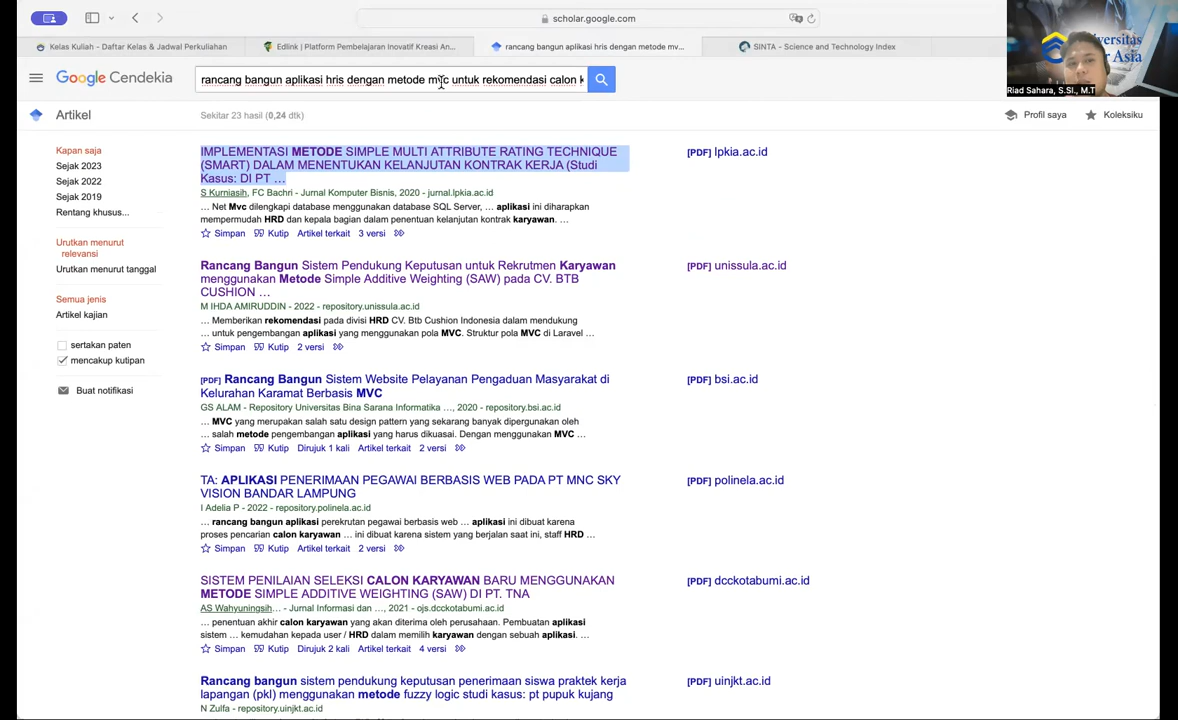 scholar.google.com
Kelas Kuliah - Daftar Kelas & Jadwal Perkuliahan
Edlink | Platform Pembelajaran Inovatif Kreasi An...
rancang bangun aplikasi hris dengan metode mv...
SINTA - Science and Technology Index
Universitas
Asia
Riad Sahara, S.SI., M.T
Google Cendekia
rancang bangun aplikasi hris dengan metode mvc untuk rekomendasi calon k
Artikel
Sekitar 23 hasil (0,24 dtk)
Profil saya
Koleksiku
Kapan saja
Sejak 2023
Sejak 2022
Sejak 2019
Rentang khusus...
Urutkan menurut
relevansi
Urutkan menurut tanggal
Semua jenis
Artikel kajian
sertakan paten
mencakup kutipan
Buat notifikasi
IMPLEMENTASI METODE SIMPLE MULTI ATTRIBUTE RATING TECHNIQUE
(SMART) DALAM MENENTUKAN KELANJUTAN KONTRAK KERJA (Studi
Kasus: DI PT ...
S Kurniasih, FC Bachri - Jurnal Komputer Bisnis, 2020 - jurnal.lpkia.ac.id
... Net Mvc dilengkapi database menggunakan database SQL Server, ... aplikasi ini diharapkan
mempermudah HRD dan kepala bagian dalam penentuan kelanjutan kontrak karyawan. ...
Simpan Kutip Artikel terkait 3 versi
[PDF] lpkia.ac.id
Rancang Bangun Sistem Pendukung Keputusan untuk Rekrutmen Karyawan
menggunakan Metode Simple Additive Weighting (SAW) pada CV. BTB
CUSHION ...
M IHDA AMIRUDDIN - 2022 - repository.unissula.ac.id
... Memberikan rekomendasi pada divisi HRD CV. Btb Cushion Indonesia dalam mendukung
... untuk pengembangan aplikasi yang menggunakan pola MVC. Struktur pola MVC di Laravel ...
Simpan Kutip 2 versi
[PDF] unissula.ac.id
[PDF] Rancang Bangun Sistem Website Pelayanan Pengaduan Masyarakat di
Kelurahan Karamat Berbasis MVC
GS ALAM - Repository Universitas Bina Sarana Informatika ..., 2020 - repository.bsi.ac.id
... MVC yang merupakan salah satu design pattern yang sekarang banyak dipergunakan oleh
... salah metode pengembangan aplikasi yang harus dikuasai. Dengan menggunakan MVC ...
Simpan Kutip Dirujuk 1 kali Artikel terkait 2 versi
[PDF] bsi.ac.id
TA: APLIKASI PENERIMAAN PEGAWAI BERBASIS WEB PADA PT MNC SKY
VISION BANDAR LAMPUNG
I Adelia P - 2022 - repository.polinela.ac.id
... rancang bangun aplikasi perekrutan pegawai berbasis web ... aplikasi ini dibuat karena
proses pencarian calon karyawan ... ini dibuat karena sistem yang berjalan saat ini, staff HRD ...
Simpan Kutip Artikel terkait 2 versi
[PDF] polinela.ac.id
SISTEM PENILAIAN SELEKSI CALON KARYAWAN BARU MENGGUNAKAN
METODE SIMPLE ADDITIVE WEIGHTING (SAW) DI PT. TNA
AS Wahyuningsih... - Jurnal Informasi dan ..., 2021 - ojs.dcckotabumi.ac.id
... penentuan akhir calon karyawan yang akan diterima oleh perusahaan. Pembuatan aplikasi
sistem ... kemudahan kepada user / HRD dalam memilih karyawan dengan sebuah aplikasi. ...
Simpan Kutip Dirujuk 2 kali Artikel terkait 4 versi
[PDF] dcckotabumi.ac.id
Rancang bangun sistem pendukung keputusan penerimaan siswa praktek kerja
lapangan (pkl) menggunakan metode fuzzy logic studi kasus: pt pupuk kujang
N Zulfa - repository.uinjkt.ac.id
[PDF] uinjkt.ac.id